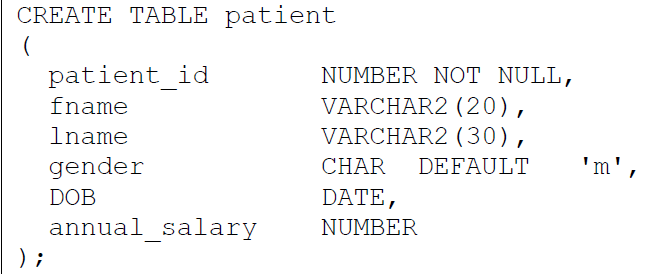 CREATE TABLE patient
(
patient_id NUMBER NOT NULL,
fname VARCHAR2(20),
lname VARCHAR2(30),
gender CHAR DEFAULT 'm',
DOB DATE,
annual_salary NUMBER
);